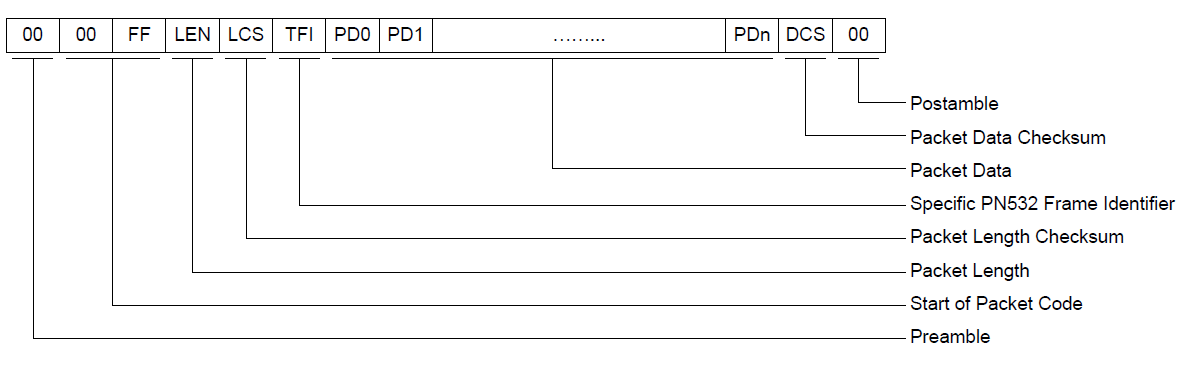 00 00 FF LEN LCS TFI PD0 PD1 ……... PDn DCS 00
Postamble
Packet Data Checksum
Packet Data
Specific PN532 Frame Identifier
Packet Length Checksum
Packet Length
Start of Packet Code
Preamble